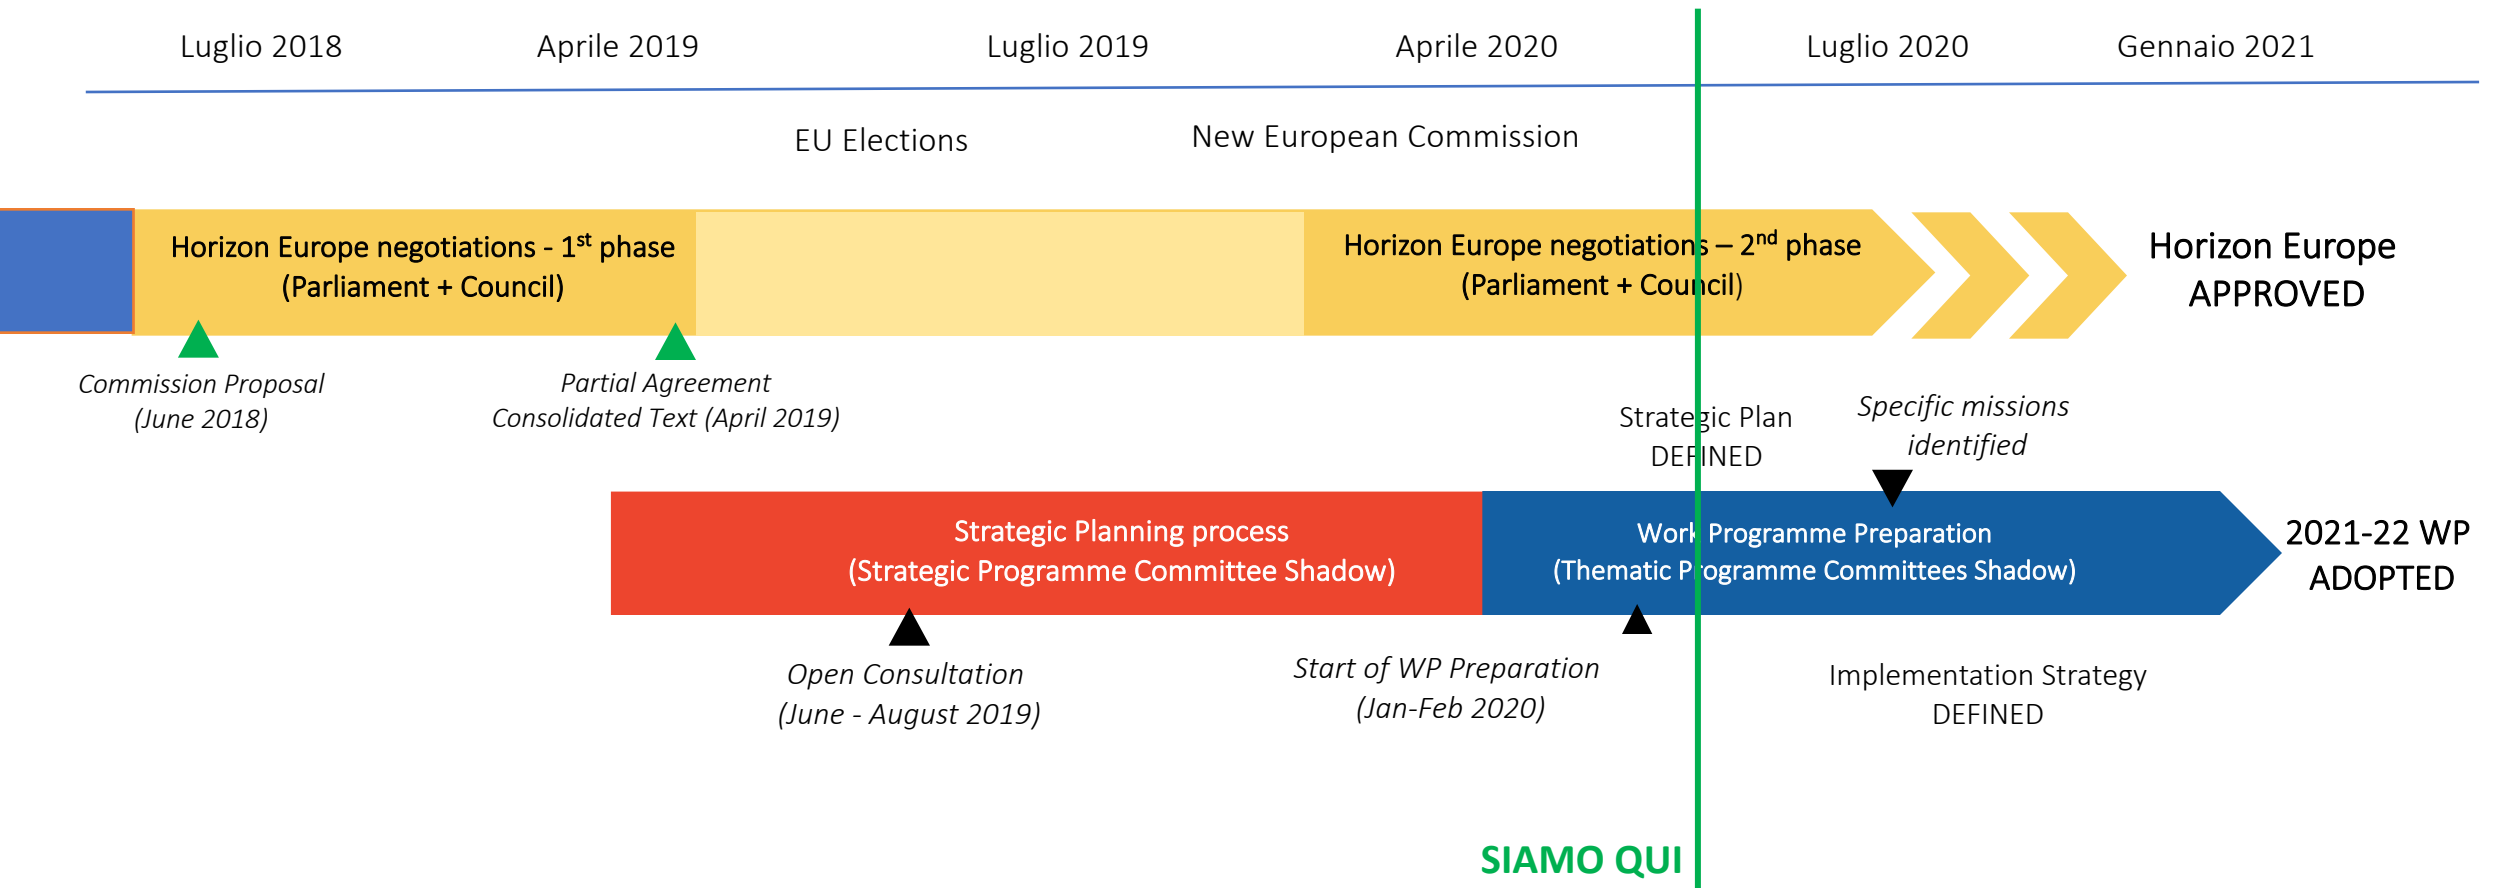 Luglio 2018 Aprile 2019 Luglio 2019 Aprile 2020 Luglio 2020 Gennaio 2021
EU Elections
New European Commission
Horizon Europe negotiations - 1st phase
(Parliament + Council)
Horizon Europe negotiations – 2nd phase
(Parliament + Council)
Horizon Europe
APPROVED
Commission Proposal
(June 2018)
Partial Agreement
Consolidated Text (April 2019)
Strategic Plan
DEFINED
Specific missions
identified
Strategic Planning process
(Strategic Programme Committee Shadow)
Work Programme Preparation
(Thematic Programme Committees Shadow)
2021-22 WP
ADOPTED
Open Consultation
(June - August 2019)
Start of WP Preparation
(Jan-Feb 2020)
Implementation Strategy
DEFINED
SIAMO QUI